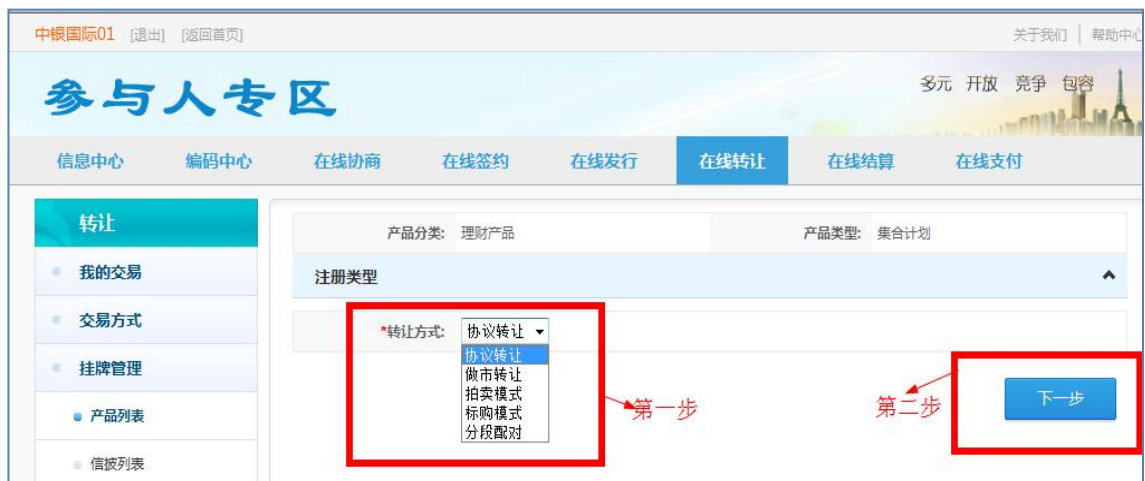 中银国际01 [退出] [返回首页] 关于我们 | 帮助中心
参与人专区
多元 开放 竞争 包容
信息中心 编码中心 在线协商 在线签约 在线发行 在线转让 在线结算 在线支付
转让
产品分类: 理财产品 产品类型: 集合计划
我的交易
注册类型
交易方式
*转让方式: 协议转让
协议转让
挂牌管理
做市转让
拍卖模式
标购模式
分段配对
第一步
第二步
下一步
产品列表
信披列表